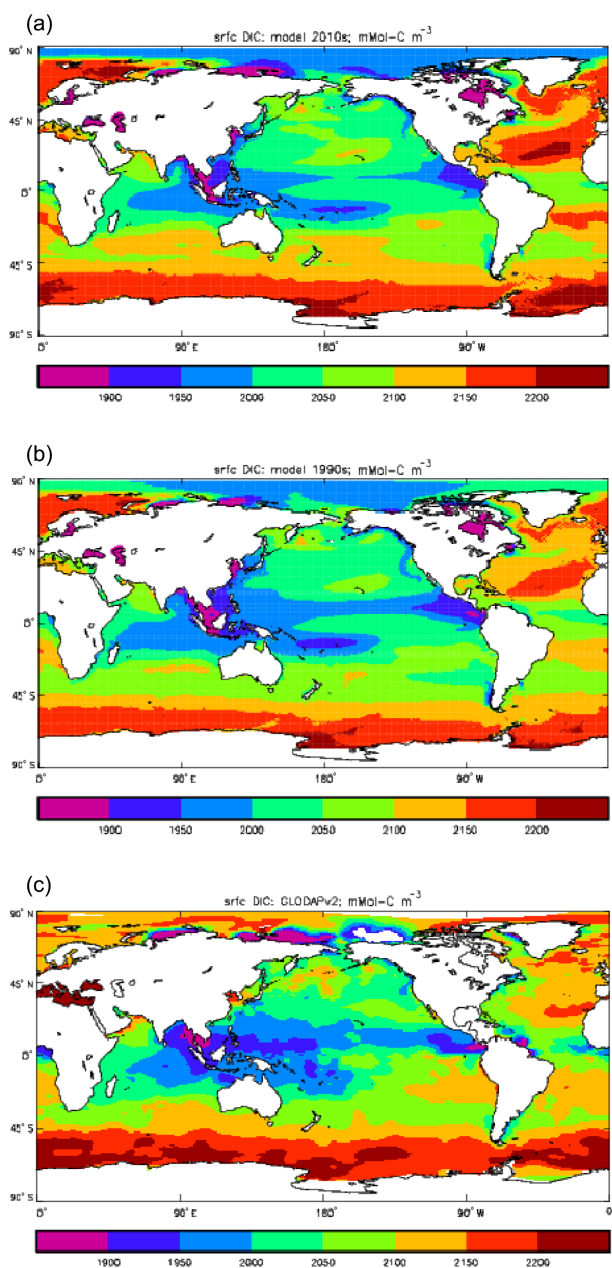 (a)
srfc DIC: model 2010s; mMol-C m⁻³
90° N
45° N
0°
45° S
90° S
0° 90° E 180° 90° W
1900 1950 2000 2050 2100 2150 2200
(b)
srfc DIC: model 1990s; mMol-C m⁻³
90° N
45° N
0°
45° S
90° S
0° 90° E 180° 90° W
1900 1950 2000 2050 2100 2150 2200
(c)
srfc DIC: GLODAPv2; mMol-C m⁻³
90° N
45° N
0°
45° S
90° S
0° 90° E 180° 90° W 0
1900 1950 2000 2050 2100 2150 2200